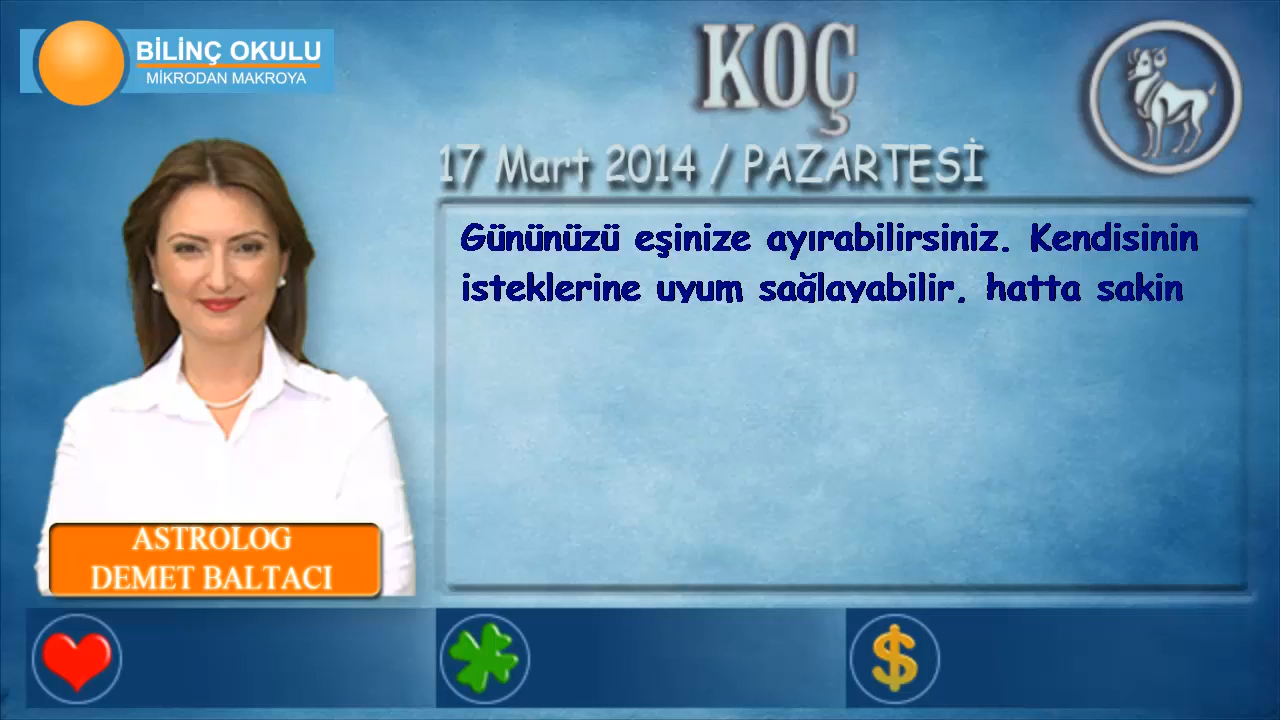 BİLİNÇ OKULU
MİKRODAN MAKROYA
KOÇ
17 Mart 2014 / PAZARTESİ
Gününüzü eşinize ayırabilirsiniz. Kendisinin
isteklerine uyum sağlayabilir, hatta sakin
ASTROLOG
DEMET BALTACI